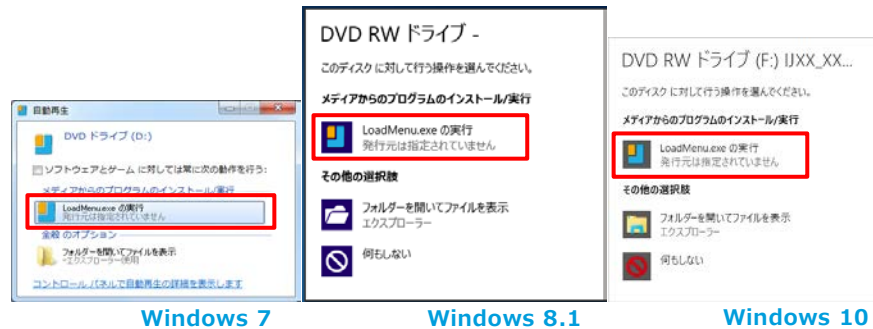 自動再生
DVD ドライブ (D:)
ソフトウェアとゲーム に対しては常に次の動作を行う:
メディアからのプログラムのインストール/実行
LoadMenu.exe の実行
発行元は指定されていません
全般 のオプション
フォルダーを開いてファイルを表示
-エクスプローラー使用
コントロール パネルで自動再生の詳細を表示します
Windows 7
DVD RW ドライブ -
このディスク に対して行う操作を選んでください。
メディアからのプログラムのインストール/実行
LoadMenu.exe の実行
発行元は指定されていません
その他の選択肢
フォルダーを開いてファイルを表示
エクスプローラー
何もしない
Windows 8.1
DVD RW ドライブ (F:) IJXX_XX...
このディスク に対して行う操作を選んでください。
メディアからのプログラムのインストール/実行
LoadMenu.exe の実行
発行元は指定されていません
その他の選択肢
フォルダーを開いてファイルを表示
エクスプローラー
何もしない
Windows 10